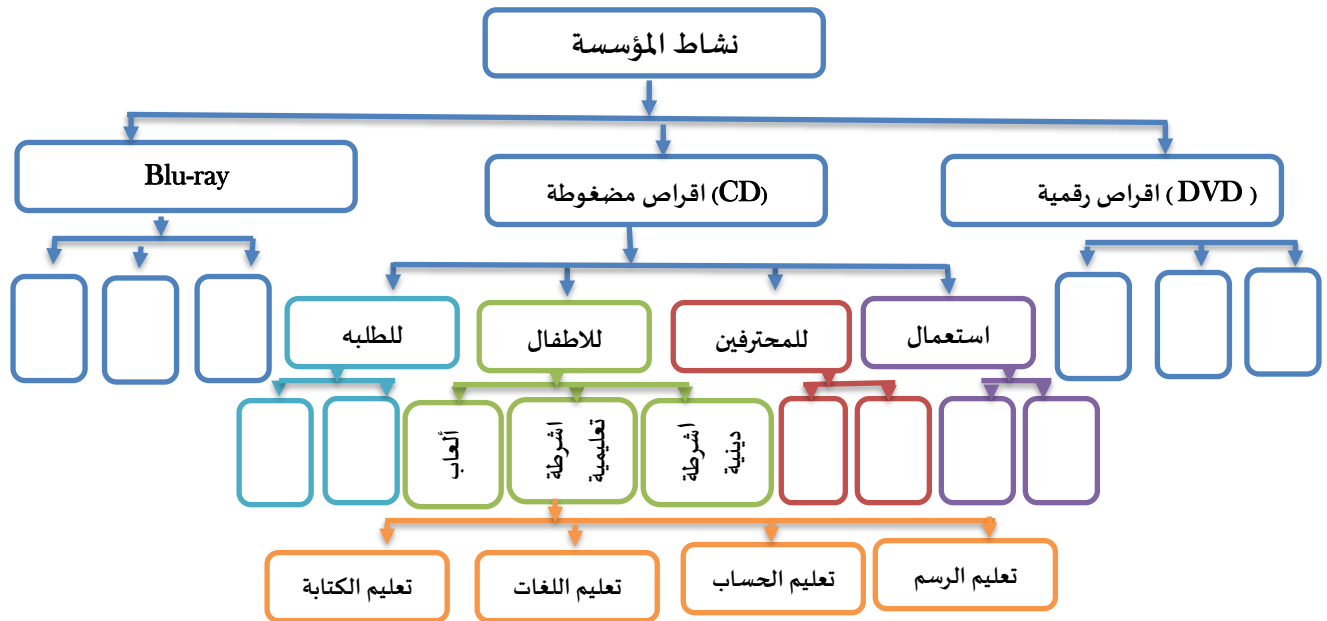 نشاط المؤسسة
( DVD ) اقراص رقمية
(CD) اقراص مضغوطة
Blu-ray
استعمال
للمحترفين
للاطفال
للطلبه
اشرطة
دينية
اشرطة
تعليمية
ألعاب
تعليم الرسم
تعليم الحساب
تعليم اللغات
تعليم الكتابة